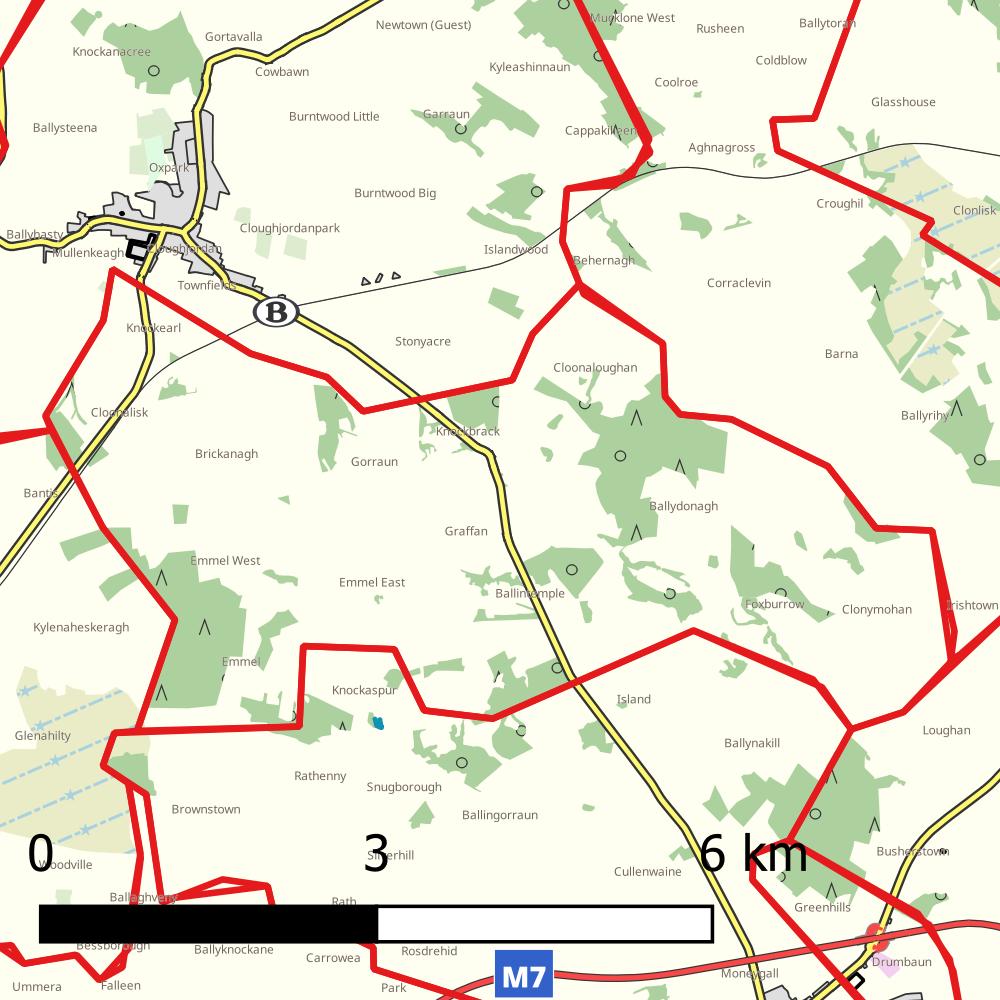 Newtown (Guest)
Mucklone West
Ballytoran
Rusheen
Gortavalla
Knockanacree
Coldblow
Kyleashinnaun
Cowbawn
Coolroe
Glasshouse
Garraun
Burntwood Little
Ballysteena
Cappakilleen
Aghnagross
Oxpark
Burntwood Big
Croughil
Clonlisk
Cloughjordanpark
Ballyhasty
Cloughjordan
Islandwood
Mullenkeagh
Behernagh
Townfields
Corraclevin
B
Knockearl
Stonyacre
Barna
Cloonaloughan
Cloonalisk
Ballyrihy
Knockbrack
Brickanagh
Gorraun
Bantis
Ballydonagh
Graffan
Emmel West
Emmel East
Ballintemple
Foxburrow
Irishtown
Clonymohan
Kylenaheskeragh
Emmel
Knockaspur
Island
Glenahilty
Loughan
Ballynakill
Rathenny
Snugborough
Brownstown
Ballingorraun
0
3
6 km
Silverhill
Busherstown
Woodville
Cullenwaine
Ballaghveny
Rath
Greenhills
Bessborough
Ballyknockane
Rosdrehid
Carrowea
Drumbaun
Moneygall
M7
Ummera
Falleen
Park